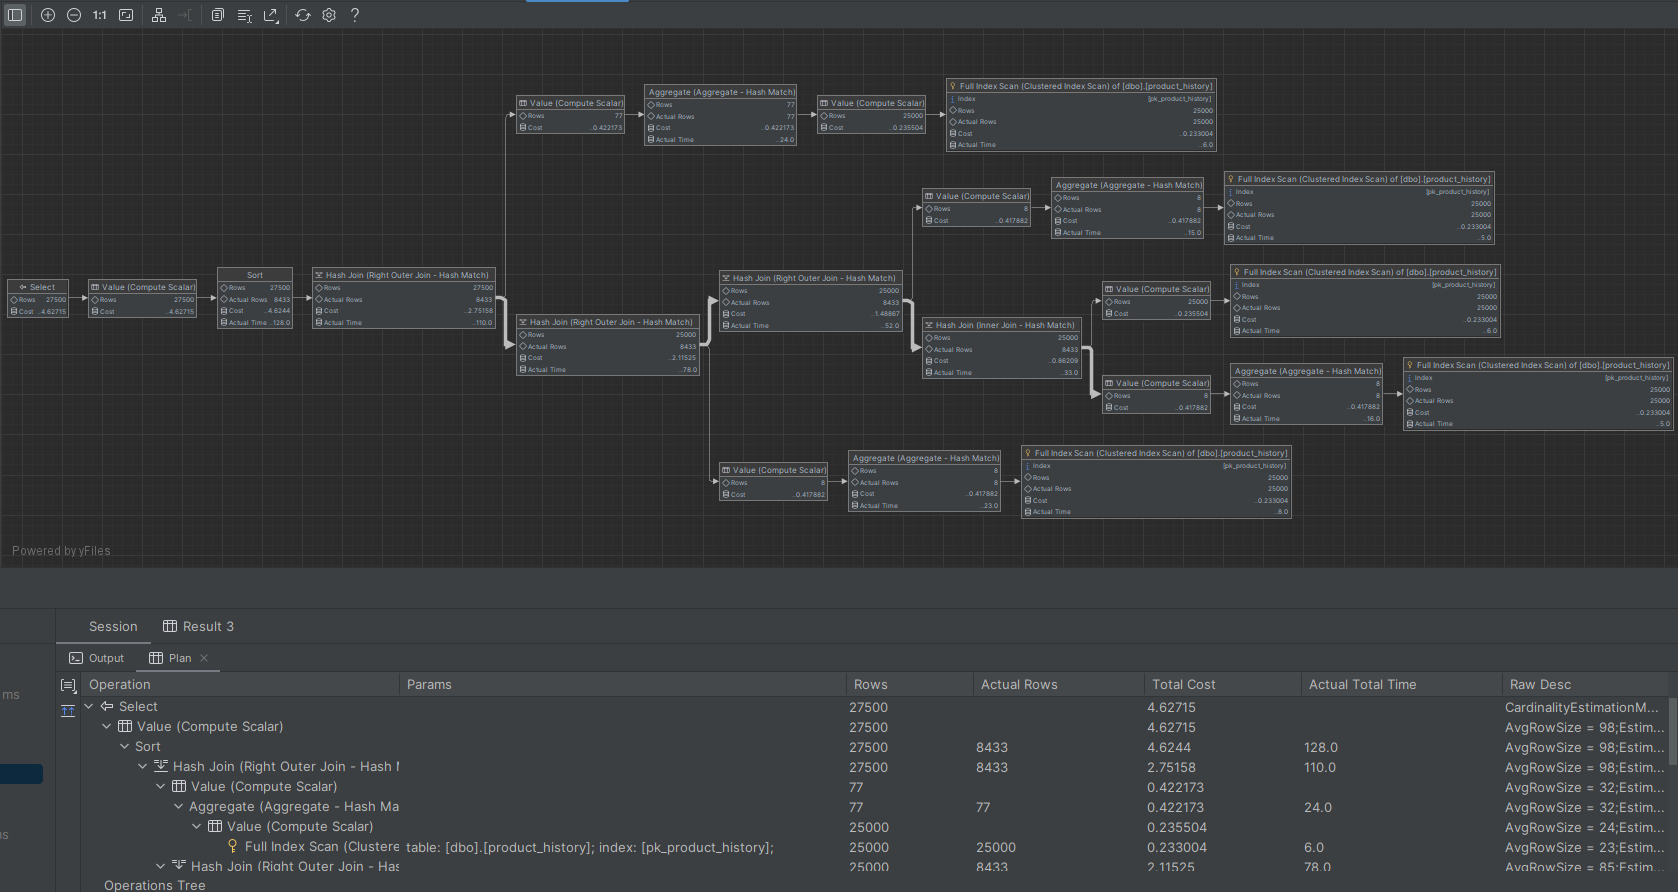 1:1
?
Value (Compute Scalar)
Rows 77
Cost ..0.422173
Aggregate (Aggregate - Hash Match)
Rows 77
Actual Rows 77
Cost ..0.422173
Actual Time ..24.0
Value (Compute Scalar)
Rows 25000
Cost ..0.235504
Full Index Scan (Clustered Index Scan) of [dbo].[product_history]
Index [pk_product_history]
Rows 25000
Actual Rows 25000
Cost ..0.233004
Actual Time ..6.0
Value (Compute Scalar)
Rows 8
Cost ..0.417882
Aggregate (Aggregate - Hash Match)
Rows 8
Actual Rows 8
Cost ..0.417882
Actual Time ..15.0
Full Index Scan (Clustered Index Scan) of [dbo].[product_history]
Index [pk_product_history]
Rows 25000
Actual Rows 25000
Cost ..0.233004
Actual Time ..5.0
Select
Rows 27500
Cost ..4.62715
Value (Compute Scalar)
Rows 27500
Cost ..4.62715
Sort
Rows 27500
Actual Rows 8433
Cost ..4.6244
Actual Time ..128.0
Hash Join (Right Outer Join - Hash Match)
Rows 27500
Actual Rows 8433
Cost ..2.75158
Actual Time ..110.0
Hash Join (Right Outer Join - Hash Match)
Rows 25000
Actual Rows 8433
Cost ..2.11525
Actual Time ..78.0
Hash Join (Right Outer Join - Hash Match)
Rows 25000
Actual Rows 8433
Cost ..1.48867
Actual Time ..52.0
Hash Join (Inner Join - Hash Match)
Rows 25000
Actual Rows 8433
Cost ..0.86209
Actual Time ..33.0
Value (Compute Scalar)
Rows 25000
Cost ..0.235504
Full Index Scan (Clustered Index Scan) of [dbo].[product_history]
Index [pk_product_history]
Rows 25000
Actual Rows 25000
Cost ..0.233004
Actual Time ..6.0
Value (Compute Scalar)
Rows 8
Cost ..0.417882
Aggregate (Aggregate - Hash Match)
Rows 8
Actual Rows 8
Cost ..0.417882
Actual Time ..16.0
Full Index Scan (Clustered Index Scan) of [dbo].[product_history]
Index [pk_product_history]
Rows 25000
Actual Rows 25000
Cost ..0.233004
Actual Time ..5.0
Value (Compute Scalar)
Rows 8
Cost ..0.417882
Aggregate (Aggregate - Hash Match)
Rows 8
Actual Rows 8
Cost ..0.417882
Actual Time ..23.0
Full Index Scan (Clustered Index Scan) of [dbo].[product_history]
Index [pk_product_history]
Rows 25000
Actual Rows 25000
Cost ..0.233004
Actual Time ..8.0
Powered by yFiles
Session Result 3
Output Plan
ms
Operation Params Rows Actual Rows Total Cost Actual Total Time Raw Desc
Select 27500 4.62715 CardinalityEstimationM...
Value (Compute Scalar) 27500 4.62715 AvgRowSize = 98;Estim...
Sort 27500 8433 4.6244 128.0 AvgRowSize = 98;Estim...
Hash Join (Right Outer Join - Hash 27500 8433 2.75158 110.0 AvgRowSize = 98;Estim...
Value (Compute Scalar) 77 0.422173 AvgRowSize = 32;Estim...
Aggregate (Aggregate - Hash Ma 77 77 0.422173 24.0 AvgRowSize = 32;Estim...
Value (Compute Scalar) 25000 0.235504 AvgRowSize = 24;Estim...
Full Index Scan (Clustere table: [dbo].[product_history]; index: [pk_product_history]; 25000 25000 0.233004 6.0 AvgRowSize = 23;Estim...
Hash Join (Right Outer Join - Has 25000 8433 2.11525 78.0 AvgRowSize = 85;Estim...
Operations Tree